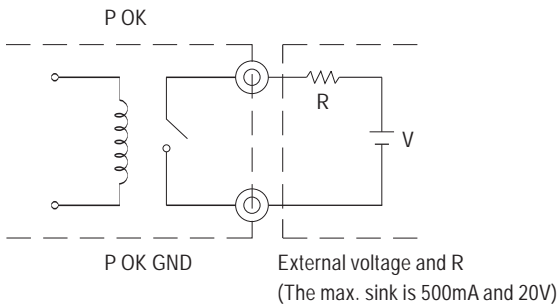 P OK
R
V
P OK GND
External voltage and R
(The max. sink is 500mA and 20V)